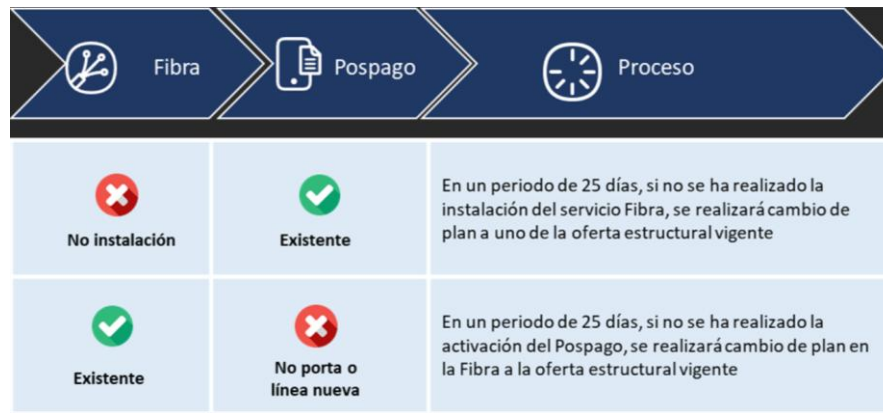 Fibra
Pospago
Proceso
No instalación
Existente
En un periodo de 25 días, si no se ha realizado la
instalación del servicio Fibra, se realizará cambio de
plan a uno de la oferta estructural vigente
Existente
No porta o
línea nueva
En un periodo de 25 días, si no se ha realizado la
activación del Pospago, se realizará cambio de plan en
la Fibra a la oferta estructural vigente